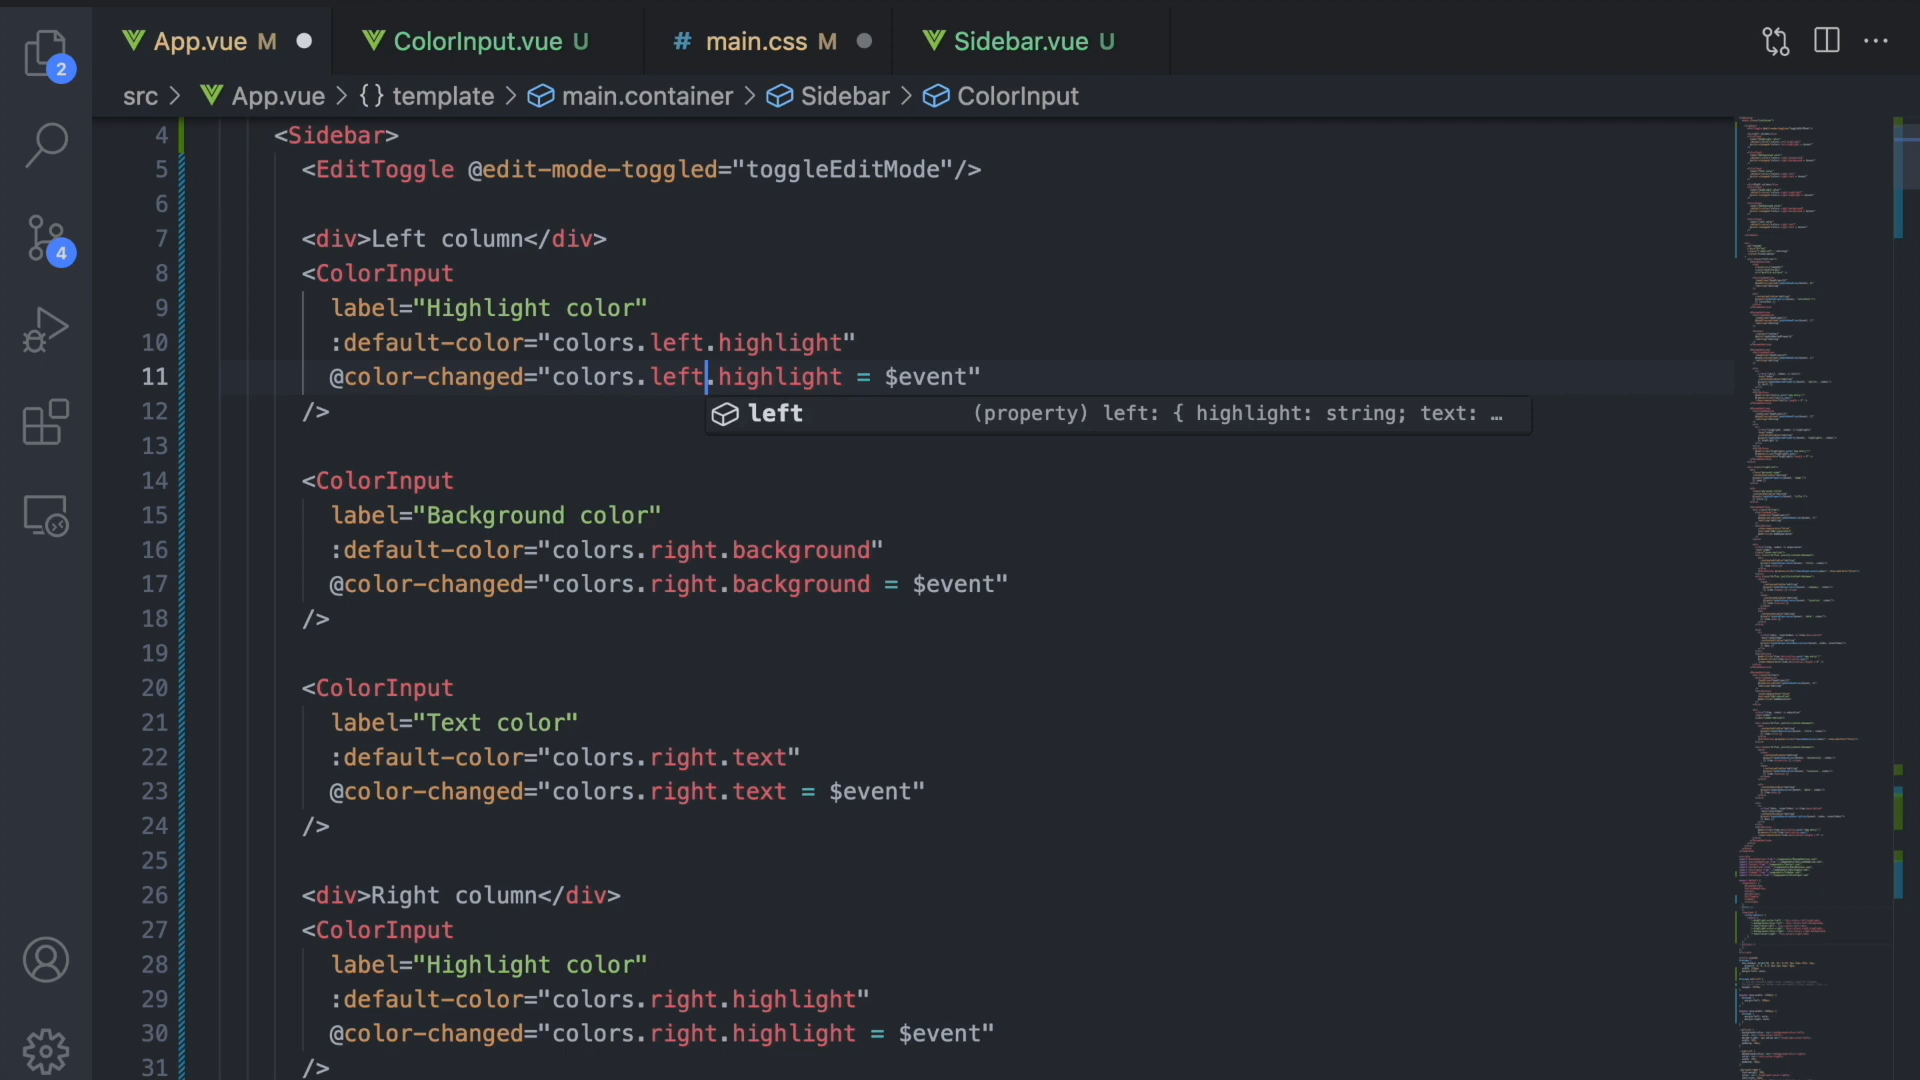 App.vue M
ColorInput.vue U
# main.css M
Sidebar.vue U
2
src > App.vue > {} template > main.container > Sidebar > ColorInput
4 <Sidebar>
5 <EditToggle @edit-mode-toggled="toggleEditMode"/>
6
7 <div>Left column</div>
4
8 <ColorInput
9 label="Highlight color"
10 :default-color="colors.left.highlight"
11 @color-changed="colors.left.highlight = $event"
12 />
left (property) left: { highlight: string; text: …
13
14 <ColorInput
15 label="Background color"
16 :default-color="colors.right.background"
17 @color-changed="colors.right.background = $event"
18 />
19
20 <ColorInput
21 label="Text color"
22 :default-color="colors.right.text"
23 @color-changed="colors.right.text = $event"
24 />
25
26 <div>Right column</div>
27 <ColorInput
28 label="Highlight color"
29 :default-color="colors.right.highlight"
30 @color-changed="colors.right.highlight = $event"
31 />